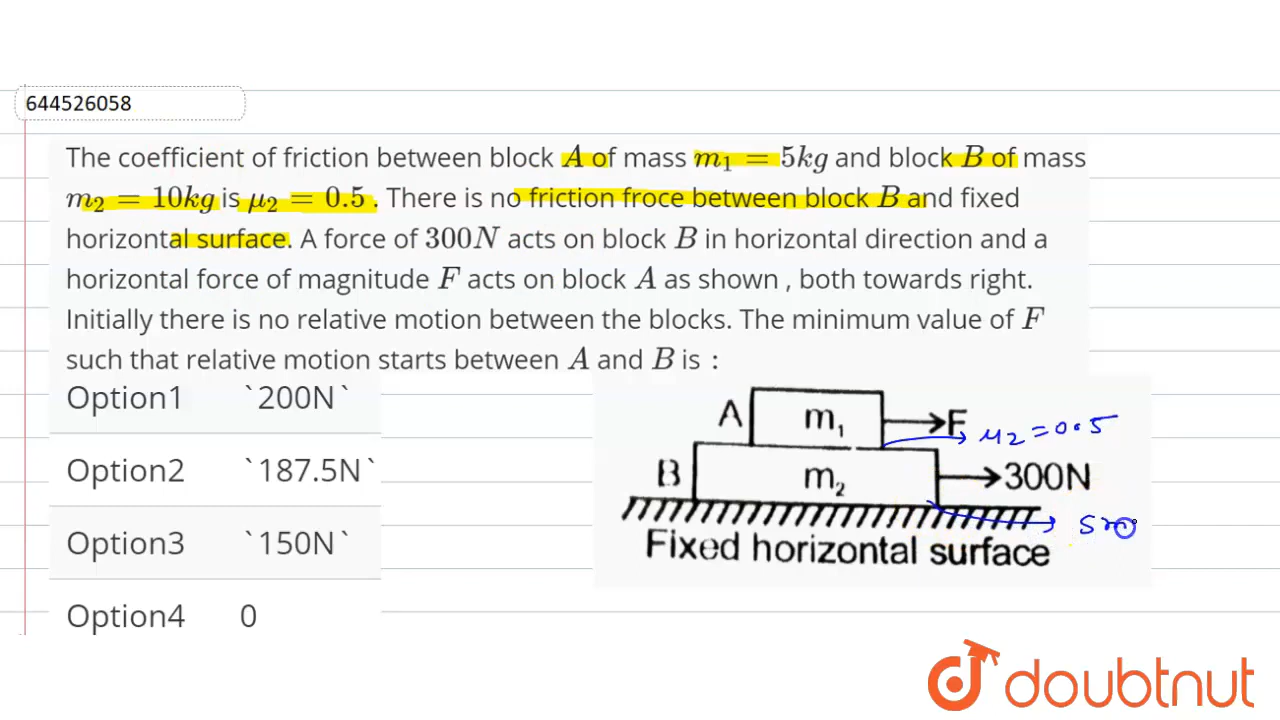 644526058
The coefficient of friction between block A of mass m₁ = 5kg and block B of mass
m₂ = 10kg is μ₂ = 0.5 . There is no friction froce between block B and fixed
horizontal surface. A force of 300N acts on block B in horizontal direction and a
horizontal force of magnitude F acts on block A as shown , both towards right.
Initially there is no relative motion between the blocks. The minimum value of F
such that relative motion starts between A and B is :
Option1 `200N`
Option2 `187.5N`
Option3 `150N`
Option4 0
A m₁ F μ₂ = 0.5
B m₂ 300N
smo
Fixed horizontal surface
doubtnut